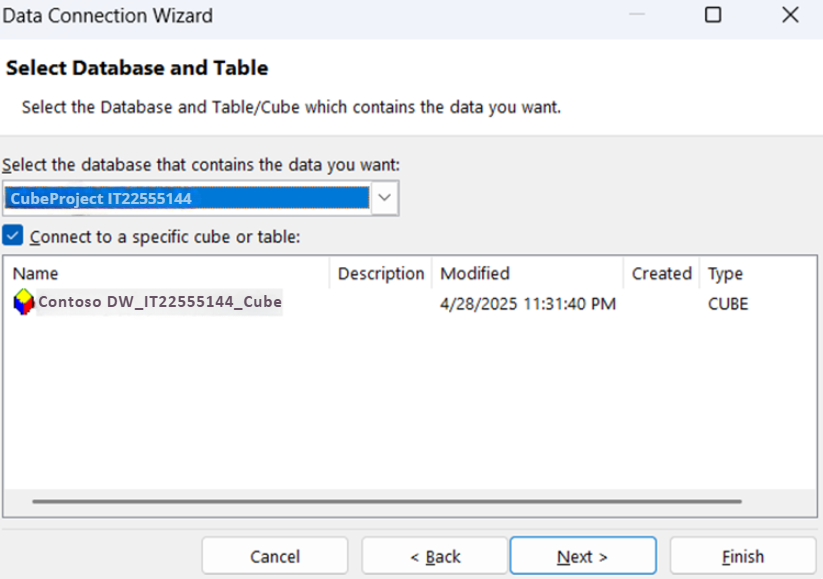 Data Connection Wizard
Select Database and Table
Select the Database and Table/Cube which contains the data you want.
Select the database that contains the data you want:
CubeProject IT22555144
Connect to a specific cube or table:
Name Description Modified Created Type
Contoso DW_IT22555144_Cube 4/28/2025 11:31:40 PM CUBE
Cancel < Back Next > Finish